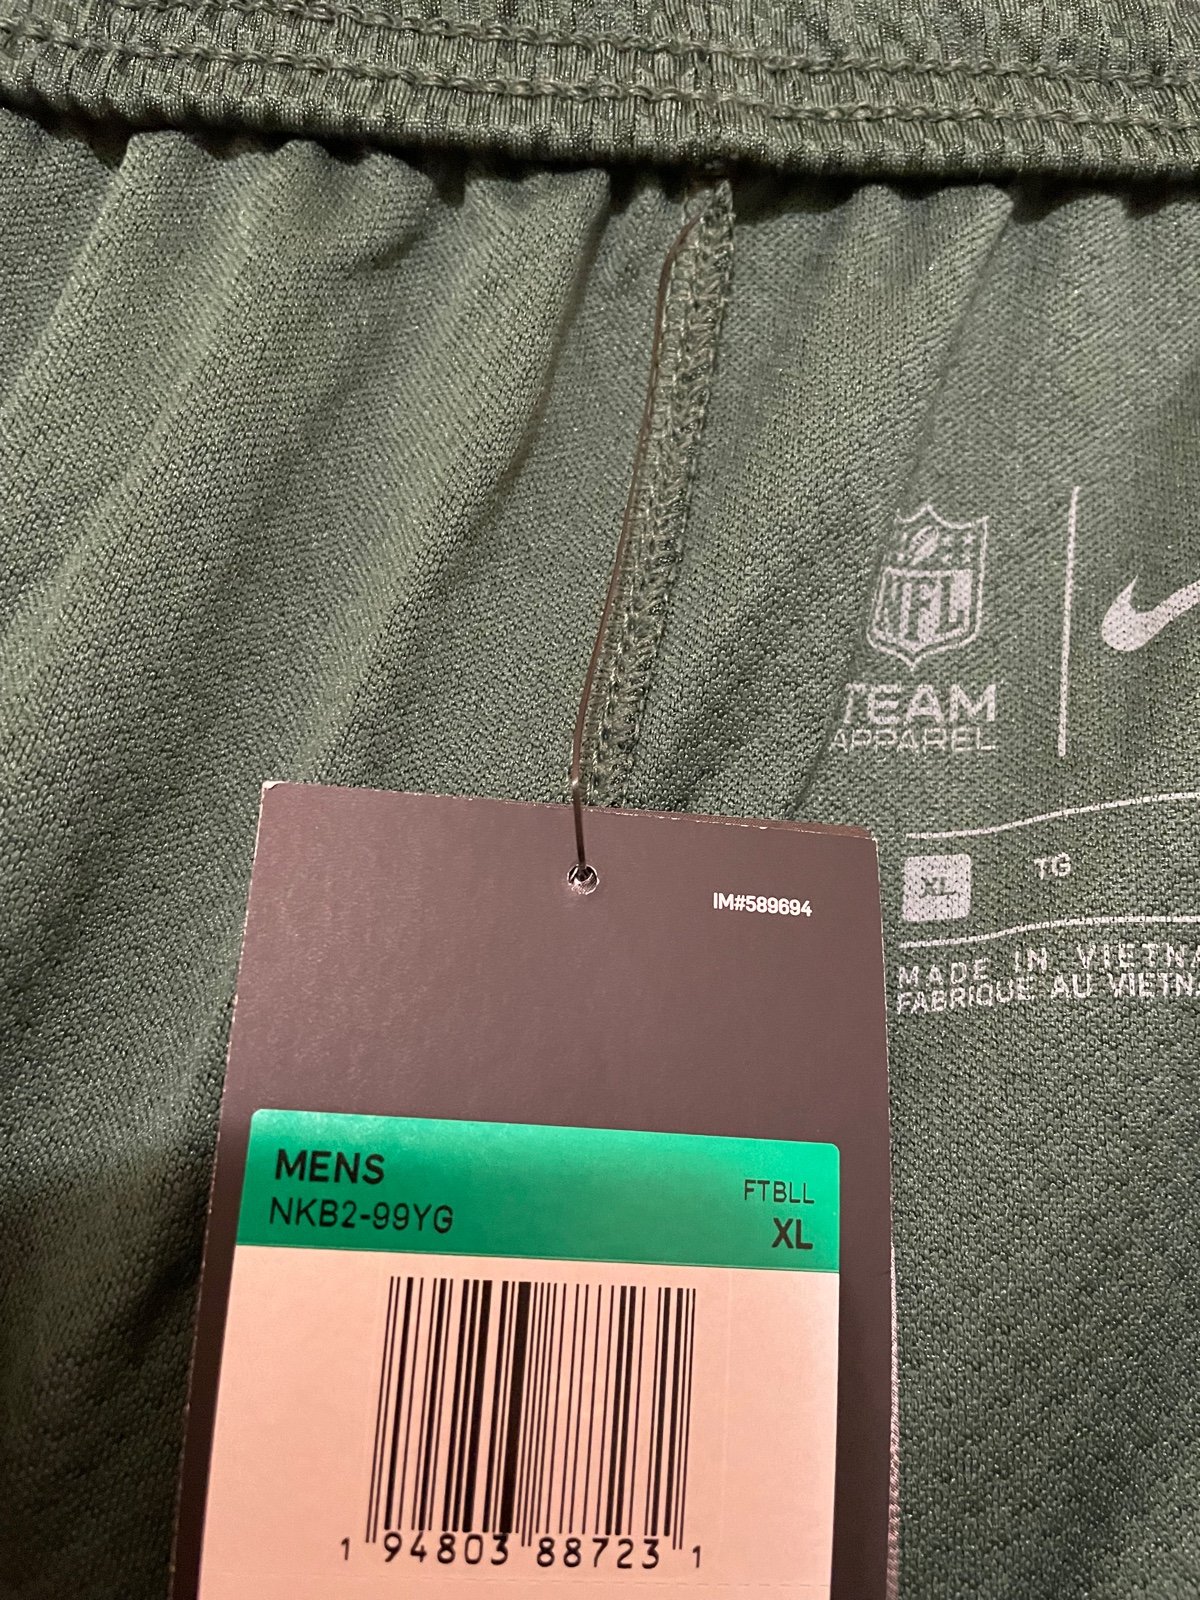 NFL
TEAM
APPAREL
XL TG
MADE IN VIETNA
FABRIQUÉ AU VIETNA
IM#589694
MENS
NKB2-99YG
FTBLL
XL
1 94803 88723 1